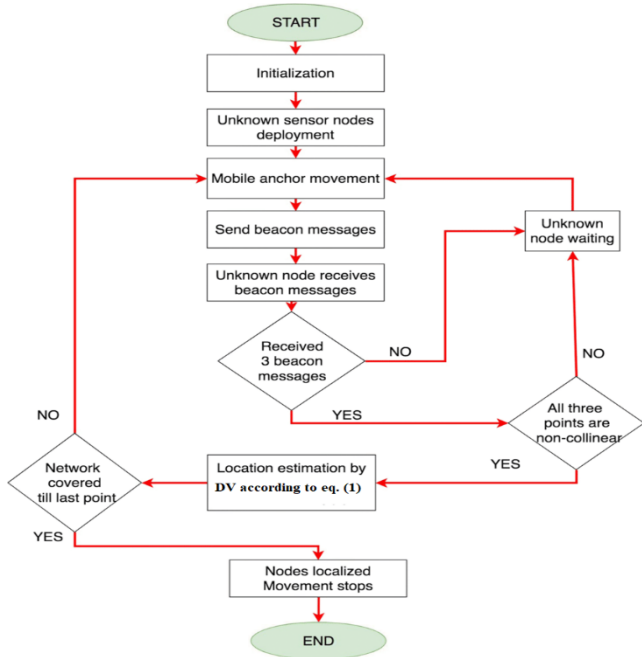 START
Initialization
Unknown sensor nodes
deployment
Mobile anchor movement
Send beacon messages
Unknown
node waiting
Unknown node receives
beacon messages
Received
3 beacon
messages
NO
NO
YES
All three
points are
non-collinear
YES
Location estimation by
DV according to eq. (1)
NO
Network
covered
till last point
YES
Nodes localized
Movement stops
END